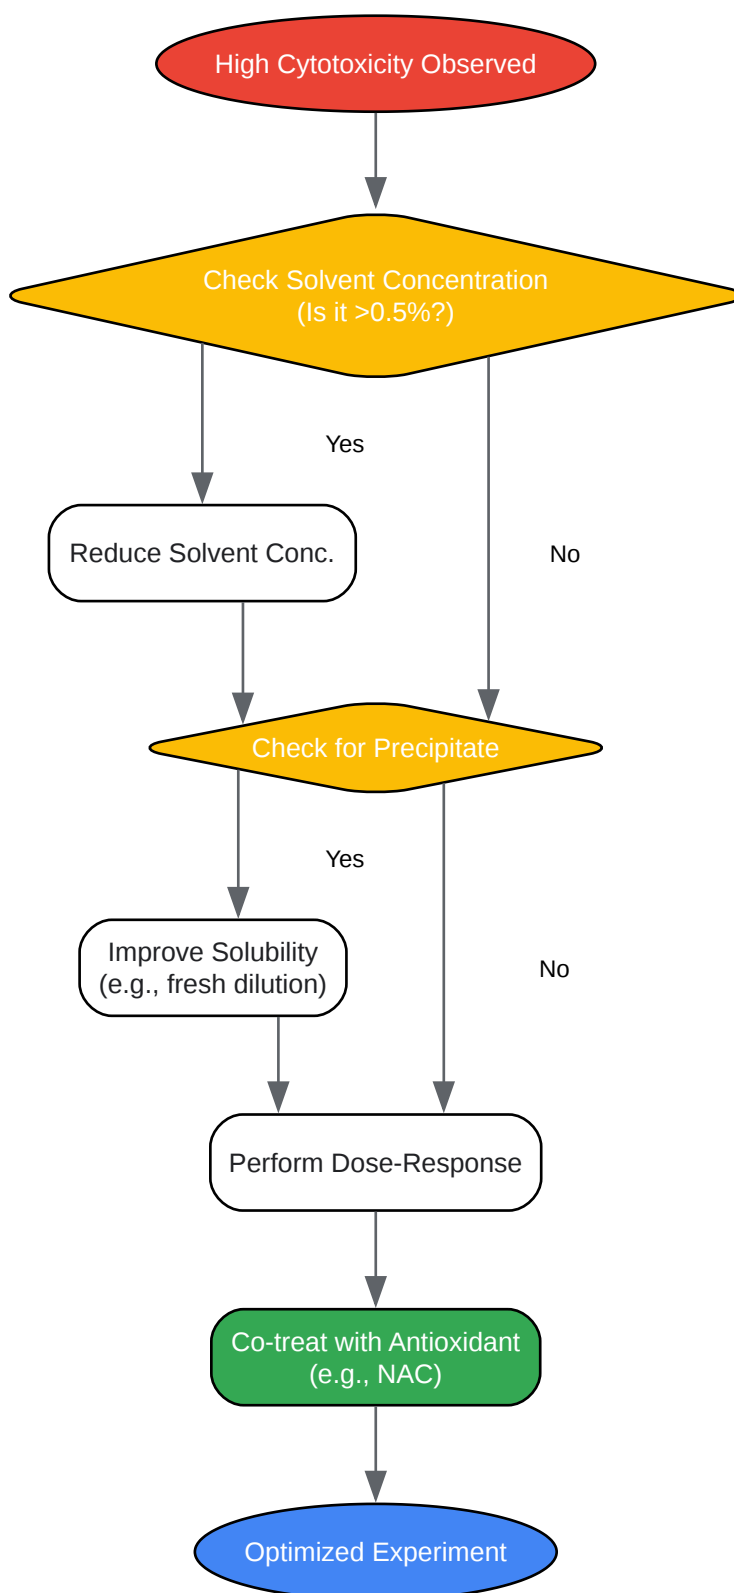 High Cytotoxicity Observed
Check Solvent Concentration
(Is it >0.5%?)
Yes
Reduce Solvent Conc.
No
Check for Precipitate
Yes
Improve Solubility
(e.g., fresh dilution)
No
Perform Dose-Response
Co-treat with Antioxidant
(e.g., NAC)
Optimized Experiment